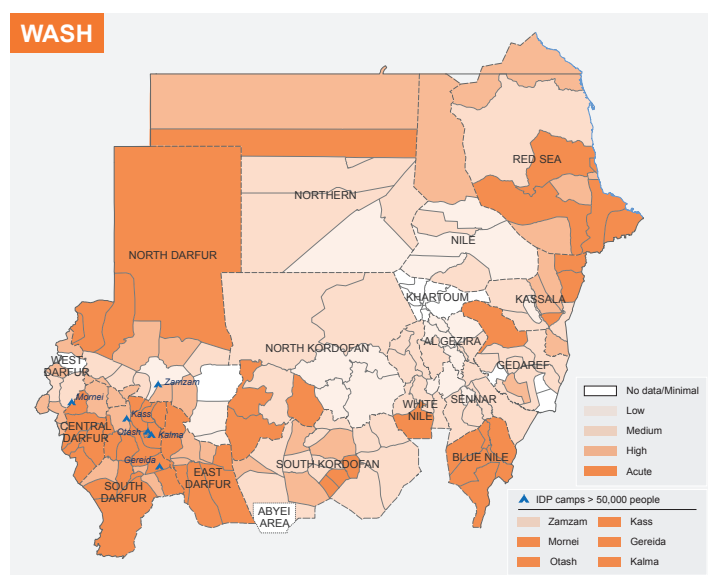 WASH
RED SEA
NORTHERN
NORTH DARFUR
NILE
KHARTOUM
KASSALA
NORTH KORDOFAN
AL GEZIRA
WEST
DARFUR
GEDAREF
Zamzam
Mornei
WHITE
NILE
SENNAR
Kass
CENTRAL
DARFUR
Otash
Kalma
Gereida
SOUTH KORDOFAN
BLUE NILE
EAST
DARFUR
SOUTH
DARFUR
ABYEI
AREA
No data/Minimal
Low
Medium
High
Acute
IDP camps > 50,000 people
Zamzam
Kass
Mornei
Gereida
Otash
Kalma